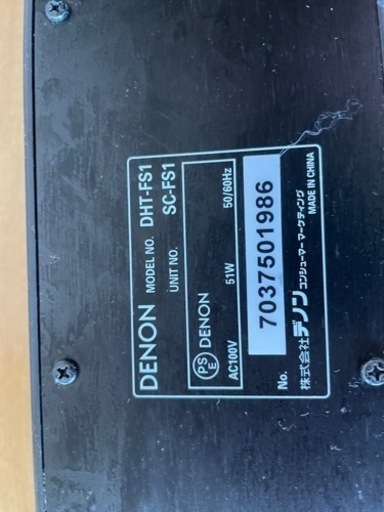 DENON MODEL NO. DHT-FS1
UNIT NO. SC-FS1
PS
E DENON
AC100V 51W 50/60Hz
No. 7037501986
株式会社デノン コンシューマーマーケティング
MADE IN CHINA